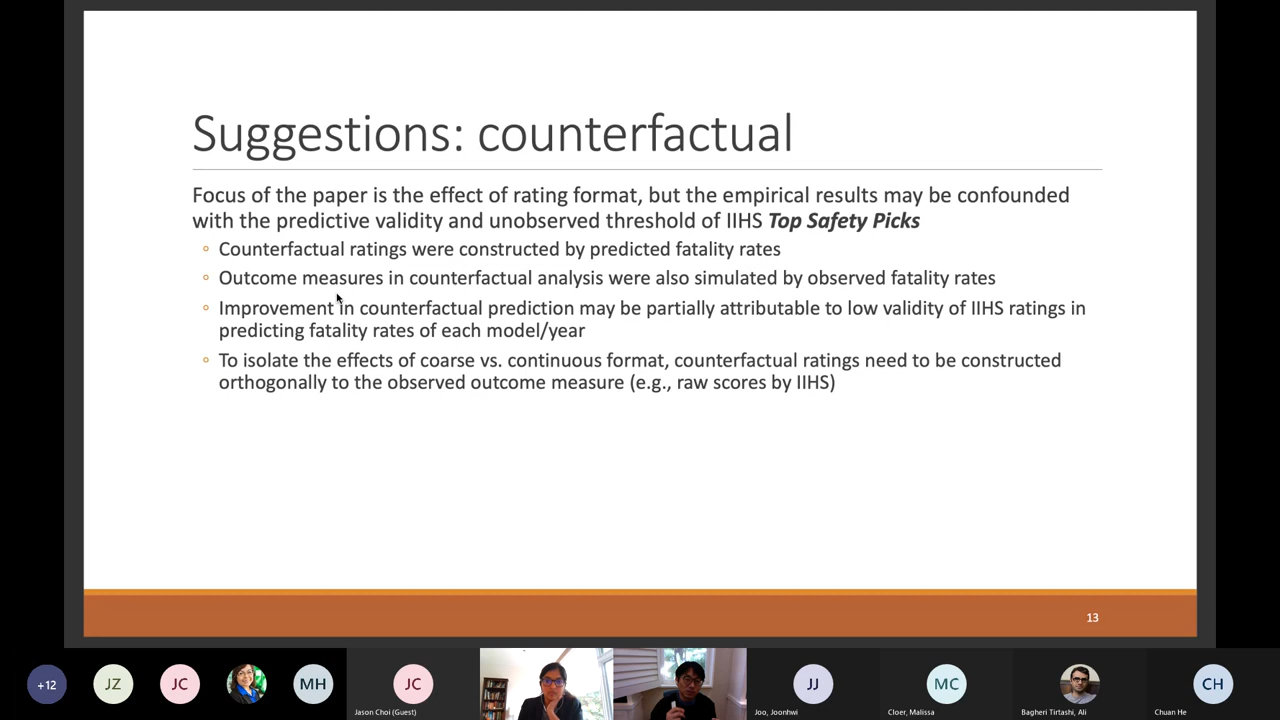 Suggestions: counterfactual
Focus of the paper is the effect of rating format, but the empirical results may be confounded
with the predictive validity and unobserved threshold of IIHS Top Safety Picks
◦ Counterfactual ratings were constructed by predicted fatality rates
◦ Outcome measures in counterfactual analysis were also simulated by observed fatality rates
◦ Improvement in counterfactual prediction may be partially attributable to low validity of IIHS ratings in
predicting fatality rates of each model/year
◦ To isolate the effects of coarse vs. continuous format, counterfactual ratings need to be constructed
orthogonally to the observed outcome measure (e.g., raw scores by IIHS)
13
+12
JZ
JC
MH
JC
Jason Choi (Guest)
JJ
Joo, Joonhwi
MC
Cloer, Malissa
Bagheri Tirtashi, Ali
CH
Chuan He